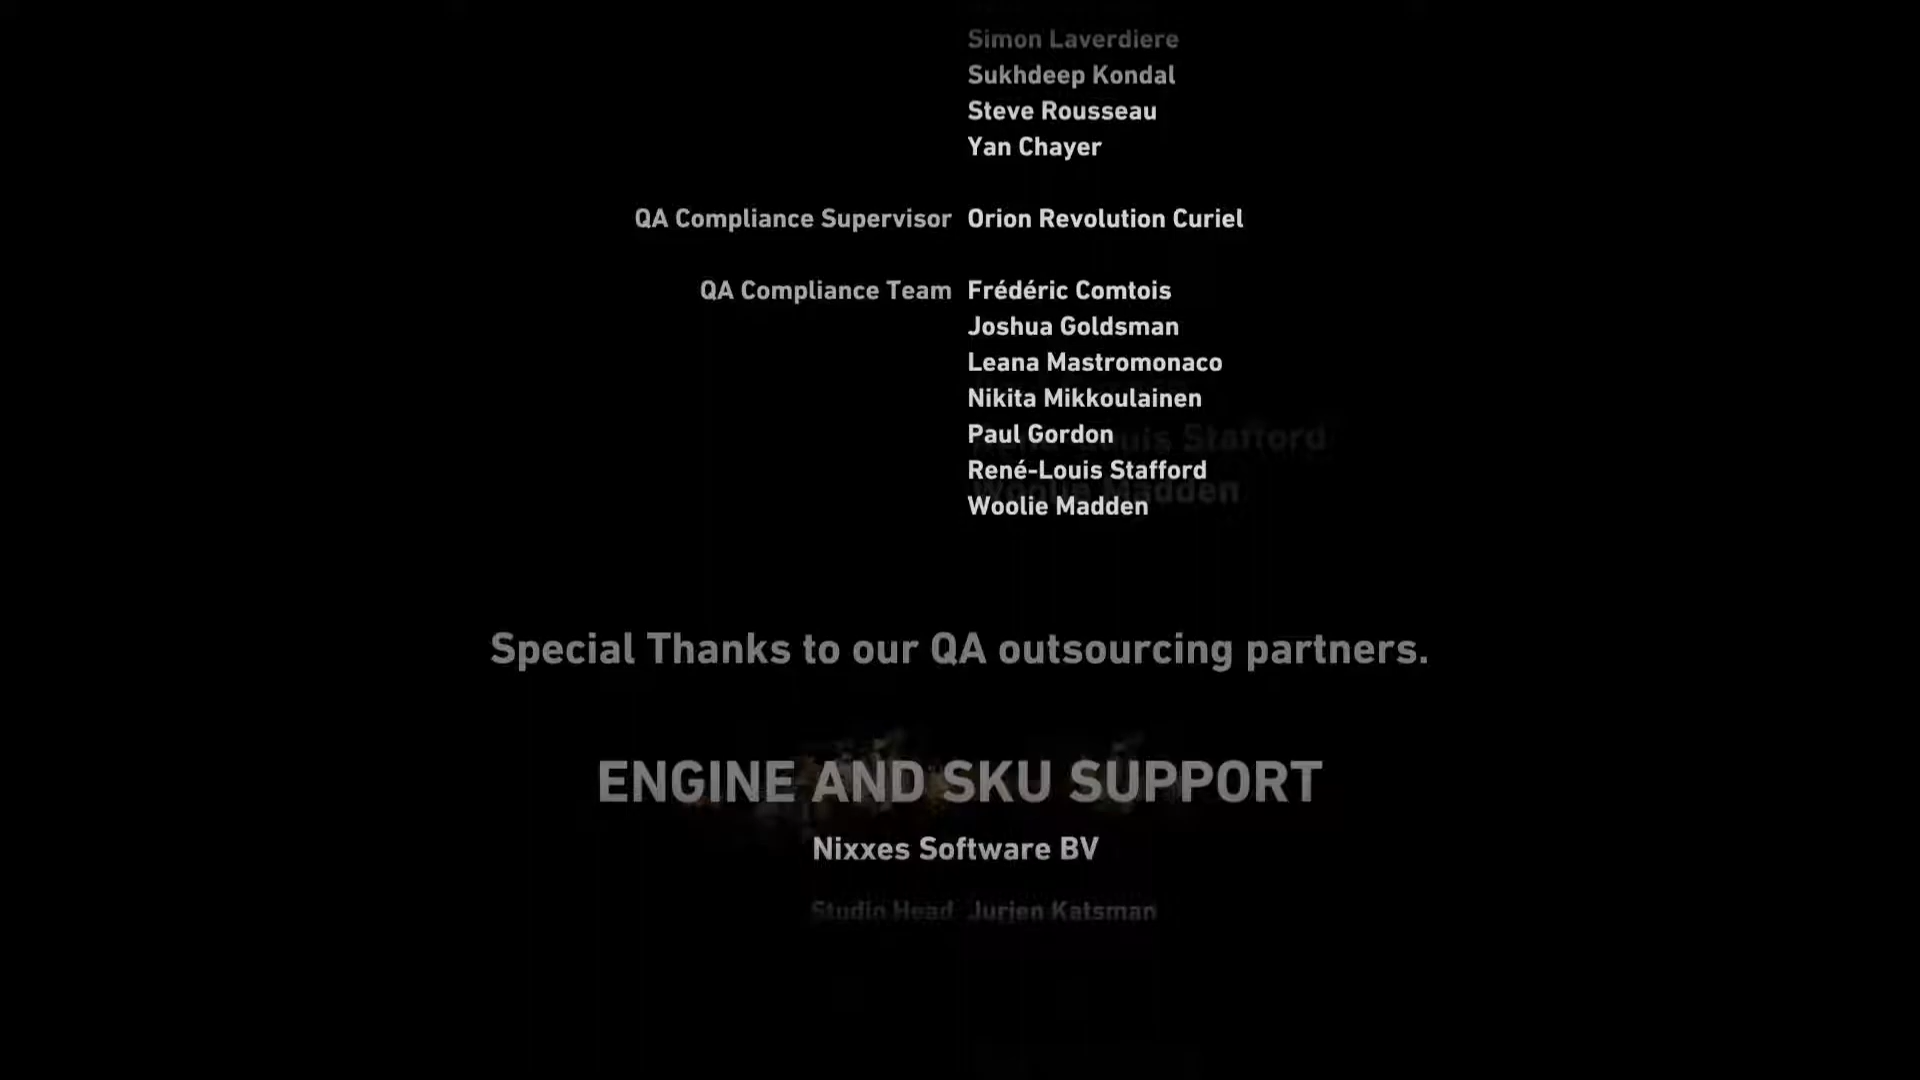 Simon Laverdiere
Sukhdeep Kondal
Steve Rousseau
Yan Chayer
QA Compliance Supervisor Orion Revolution Curiel
QA Compliance Team Frédéric Comtois
Joshua Goldsman
Leana Mastromonaco
Nikita Mikkoulainen
Paul Gordon
René-Louis Stafford
Woolie Madden
Special Thanks to our QA outsourcing partners.
ENGINE AND SKU SUPPORT
Nixxes Software BV
Studio Head Jurjen Katsman